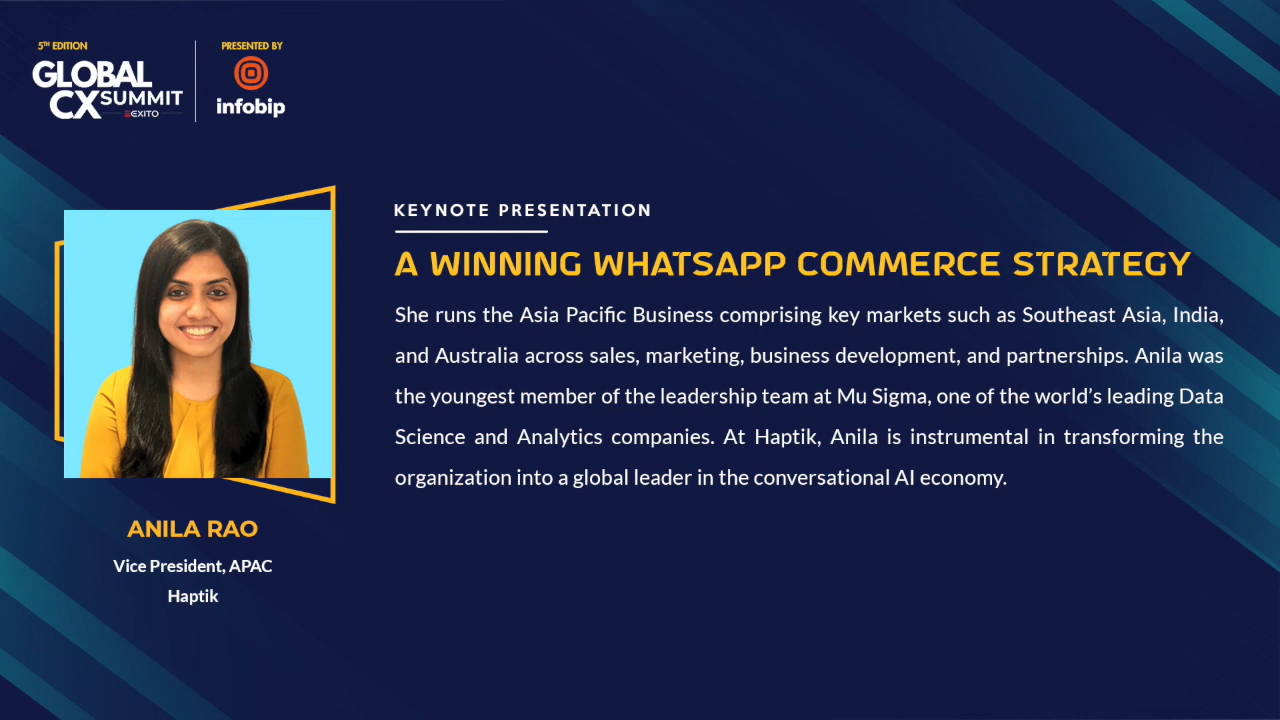 5TH EDITION
GLOBAL
CX SUMMIT
EXITO
PRESENTED BY
infobip
KEYNOTE PRESENTATION
A WINNING WHATSAPP COMMERCE STRATEGY
She runs the Asia Pacific Business comprising key markets such as Southeast Asia, India,
and Australia across sales, marketing, business development, and partnerships. Anila was
the youngest member of the leadership team at Mu Sigma, one of the world’s leading Data
Science and Analytics companies. At Haptik, Anila is instrumental in transforming the
organization into a global leader in the conversational AI economy.
ANILA RAO
Vice President, APAC
Haptik